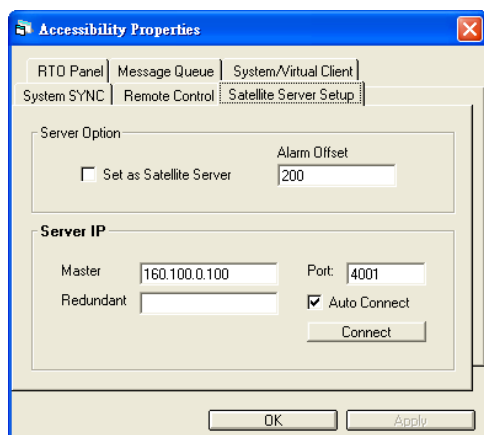 Accessibility Properties
RTO Panel Message Queue System/Virtual Client
System SYNC Remote Control Satellite Server Setup
Server Option
Alarm Offset
Set as Satellite Server 200
Server IP
Master 160.100.0.100 Port: 4001
Redundant Auto Connect
Connect
OK Apply